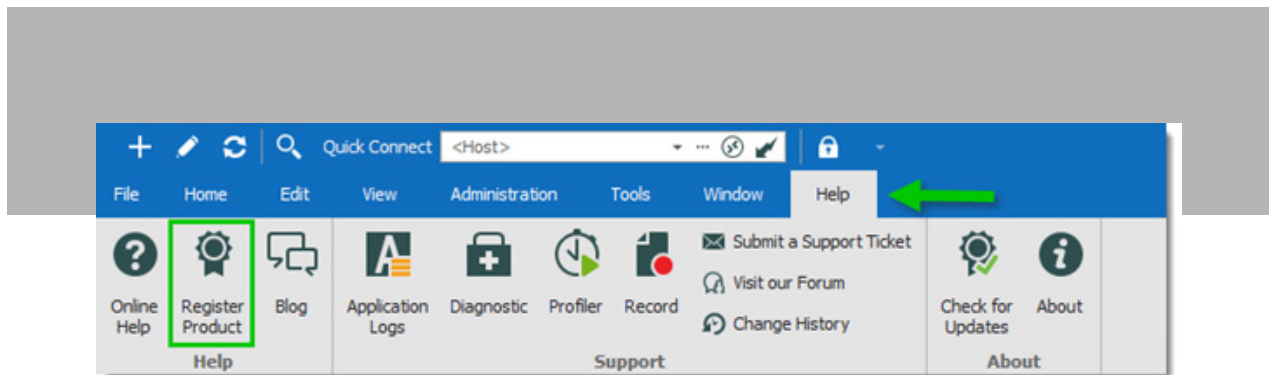 Quick Connect <Host>
File Home Edit View Administration Tools Window Help
Online Help
Register Product
Blog
Application Logs
Diagnostic
Profiler
Record
Submit a Support Ticket
Visit our Forum
Change History
Check for Updates
About
Help Support About